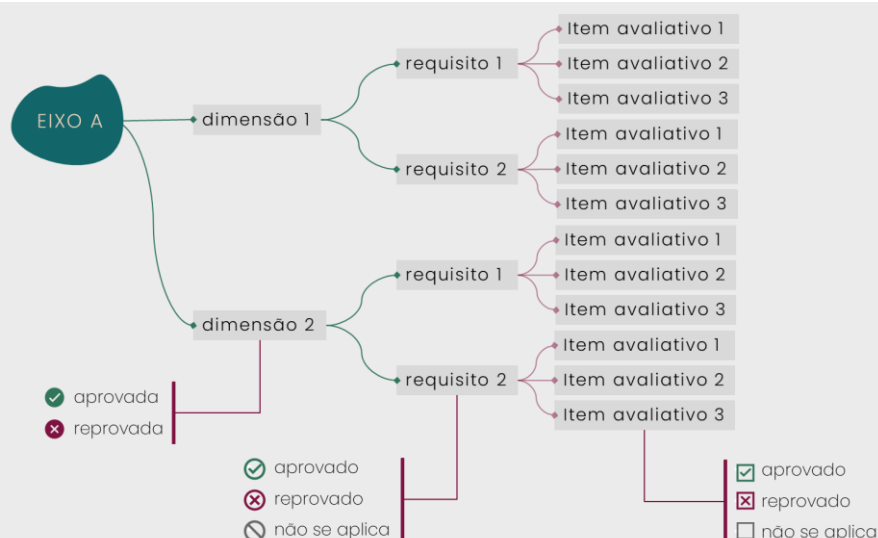 EIXO A
dimensão 1
requisito 1
Item avaliativo 1
Item avaliativo 2
Item avaliativo 3
requisito 2
Item avaliativo 1
Item avaliativo 2
Item avaliativo 3
dimensão 2
requisito 1
Item avaliativo 1
Item avaliativo 2
Item avaliativo 3
requisito 2
Item avaliativo 1
Item avaliativo 2
Item avaliativo 3
aprovada
reprovada
aprovado
reprovado
não se aplica
aprovado
reprovado
não se aplica